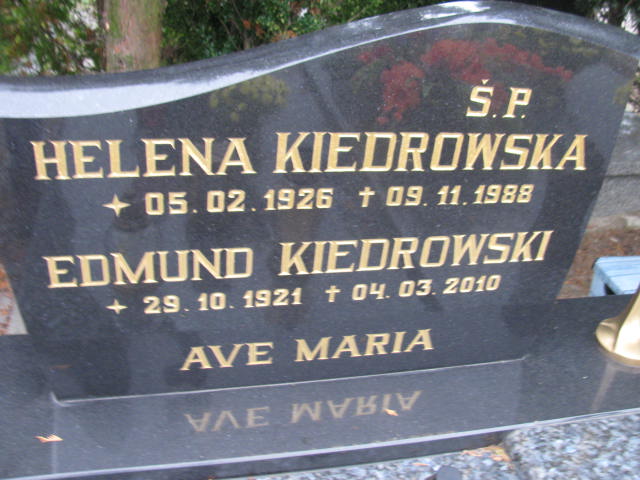 Ś.P.
HELENA KIEDROWSKA
✦ 05.02.1926 ✝ 09.11.1988
EDMUND KIEDROWSKI
✦ 29.10.1921 ✝ 04.03.2010
AVE MARIA